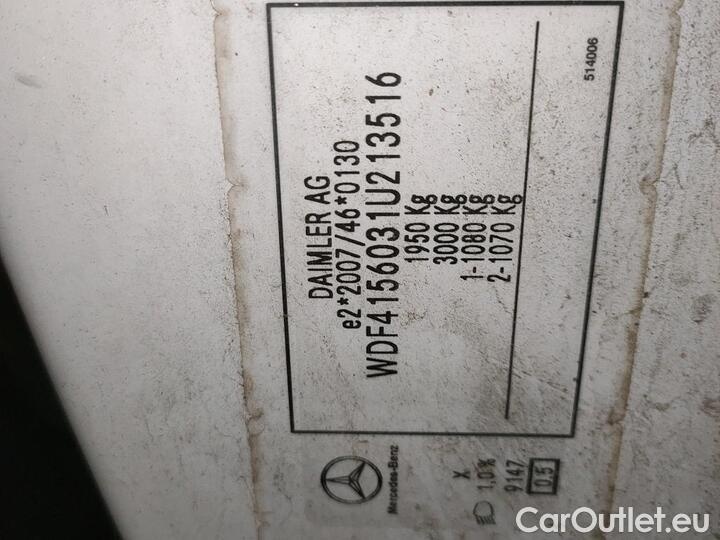 DAIMLER AG
e2*2007/46*0130
WDF4156031U213516
1950 Kg
3000 Kg
1-1080 Kg
2-1070 Kg
514006
Mercedes-Benz
X
1,0%
9147
0.5
CarOutlet.eu